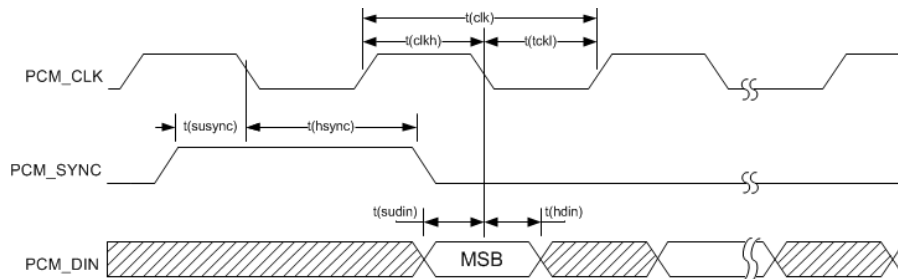 t(clk)
t(clkh)
t(tckl)
PCM_CLK
t(susync)
t(hsync)
PCM_SYNC
t(sudin)
t(hdin)
PCM_DIN
MSB